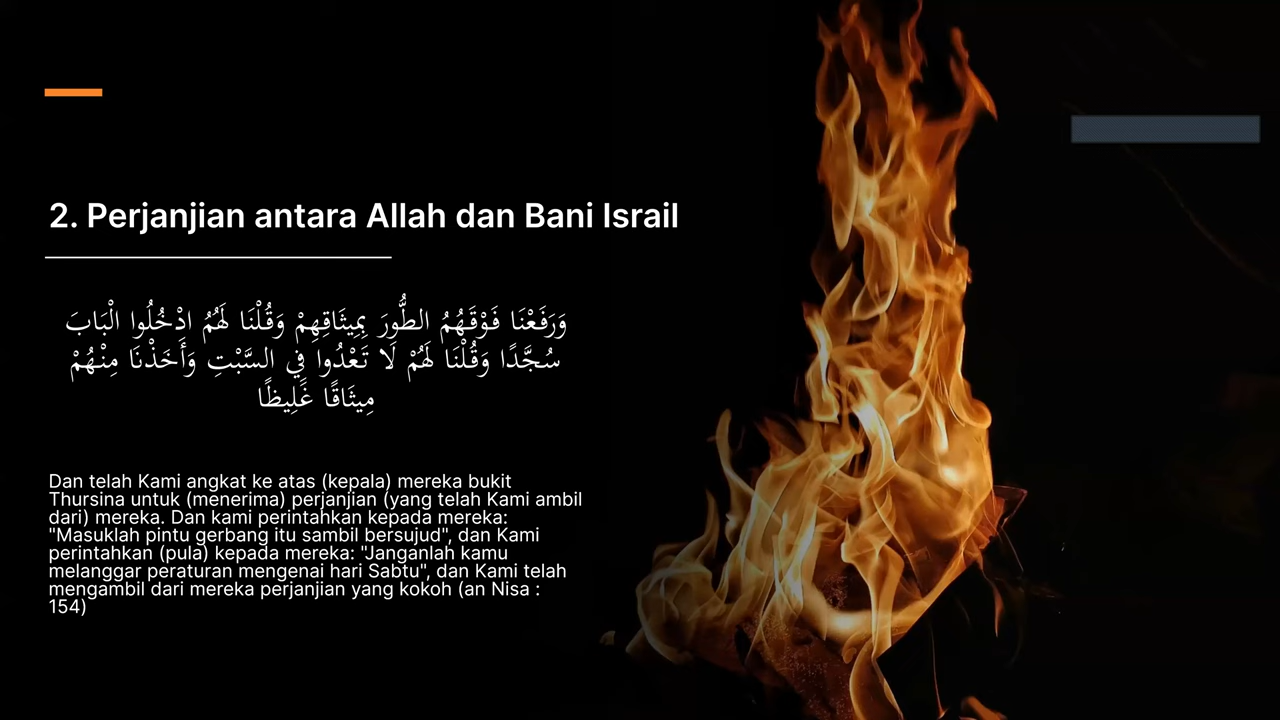 2. Perjanjian antara Allah dan Bani Israil
وَرَفَعْنَا فَوْقَهُمُ الطُّورَ بِمِيثَاقِهِمْ وَقُلْنَا لَهُمُ ادْخُلُوا الْبَابَ
سُجَّدًا وَقُلْنَا لَهُمْ لَا تَعْدُوا فِي السَّبْتِ وَأَخَذْنَا مِنْهُمْ
مِيثَاقًا غَلِيظًا
Dan telah Kami angkat ke atas (kepala) mereka bukit
Thursina untuk (menerima) perjanjian (yang telah Kami ambil
dari) mereka. Dan kami perintahkan kepada mereka:
"Masuklah pintu gerbang itu sambil bersujud", dan Kami
perintahkan (pula) kepada mereka: "Janganlah kamu
melanggar peraturan mengenai hari Sabtu", dan Kami telah
mengambil dari mereka perjanjian yang kokoh (an Nisa :
154)